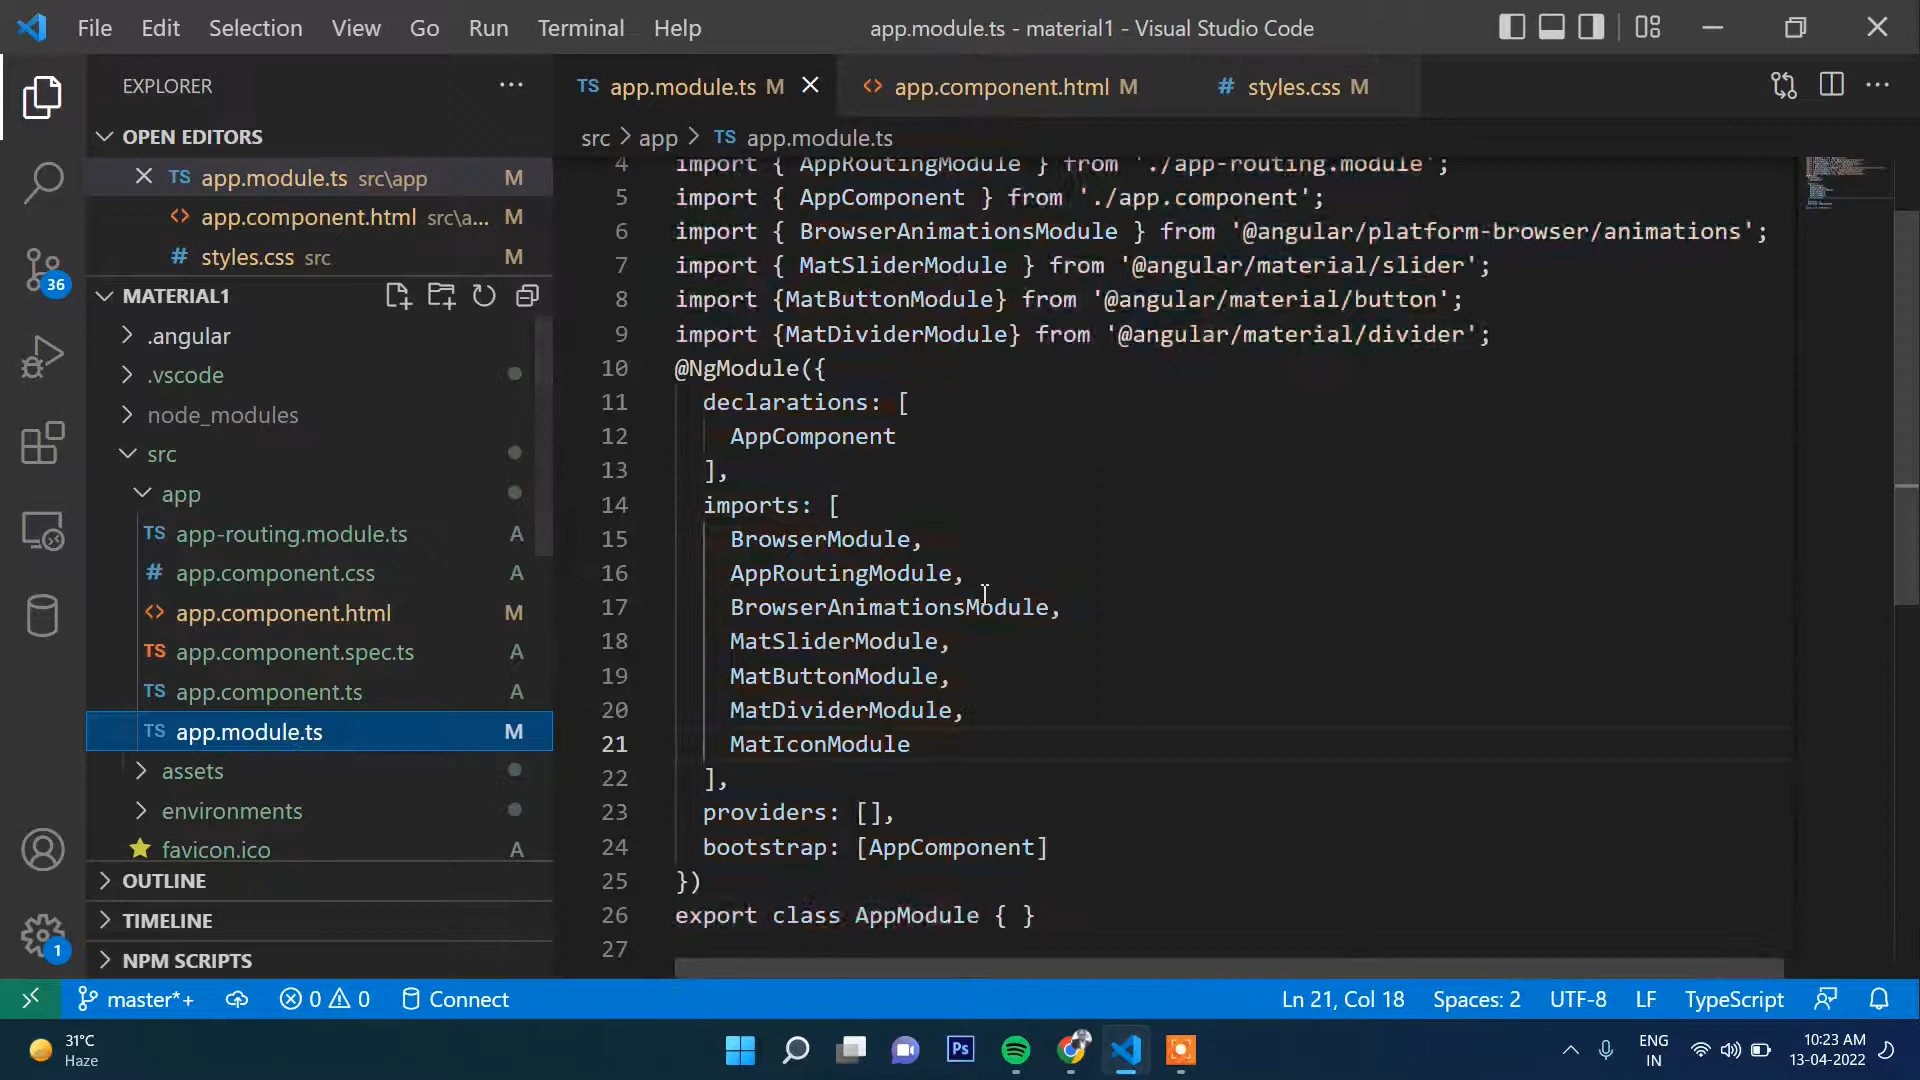 File Edit Selection View Go Run Terminal Help
app.module.ts - material1 - Visual Studio Code
EXPLORER
OPEN EDITORS
TS app.module.ts src\app M
<> app.component.html src\a... M
# styles.css src M
MATERIAL1
.angular
.vscode
node_modules
src
app
TS app-routing.module.ts A
# app.component.css A
<> app.component.html M
TS app.component.spec.ts A
TS app.component.ts A
TS app.module.ts M
assets
environments
favicon.ico A
OUTLINE
TIMELINE
NPM SCRIPTS
36
1
TS app.module.ts M
<> app.component.html M
# styles.css M
src > app > TS app.module.ts
4 import { AppRoutingModule } from './app-routing.module';
5 import { AppComponent } from './app.component';
6 import { BrowserAnimationsModule } from '@angular/platform-browser/animations';
7 import { MatSliderModule } from '@angular/material/slider';
8 import {MatButtonModule} from '@angular/material/button';
9 import {MatDividerModule} from '@angular/material/divider';
10 @NgModule({
11 declarations: [
12 AppComponent
13 ],
14 imports: [
15 BrowserModule,
16 AppRoutingModule,
17 BrowserAnimationsModule,
18 MatSliderModule,
19 MatButtonModule,
20 MatDividerModule,
21 MatIconModule
22 ],
23 providers: [],
24 bootstrap: [AppComponent]
25 })
26 export class AppModule { }
27
master*+ 0 0 Connect
Ln 21, Col 18 Spaces: 2 UTF-8 LF TypeScript
31°C
Haze
Ps
ENG
IN
10:23 AM
13-04-2022